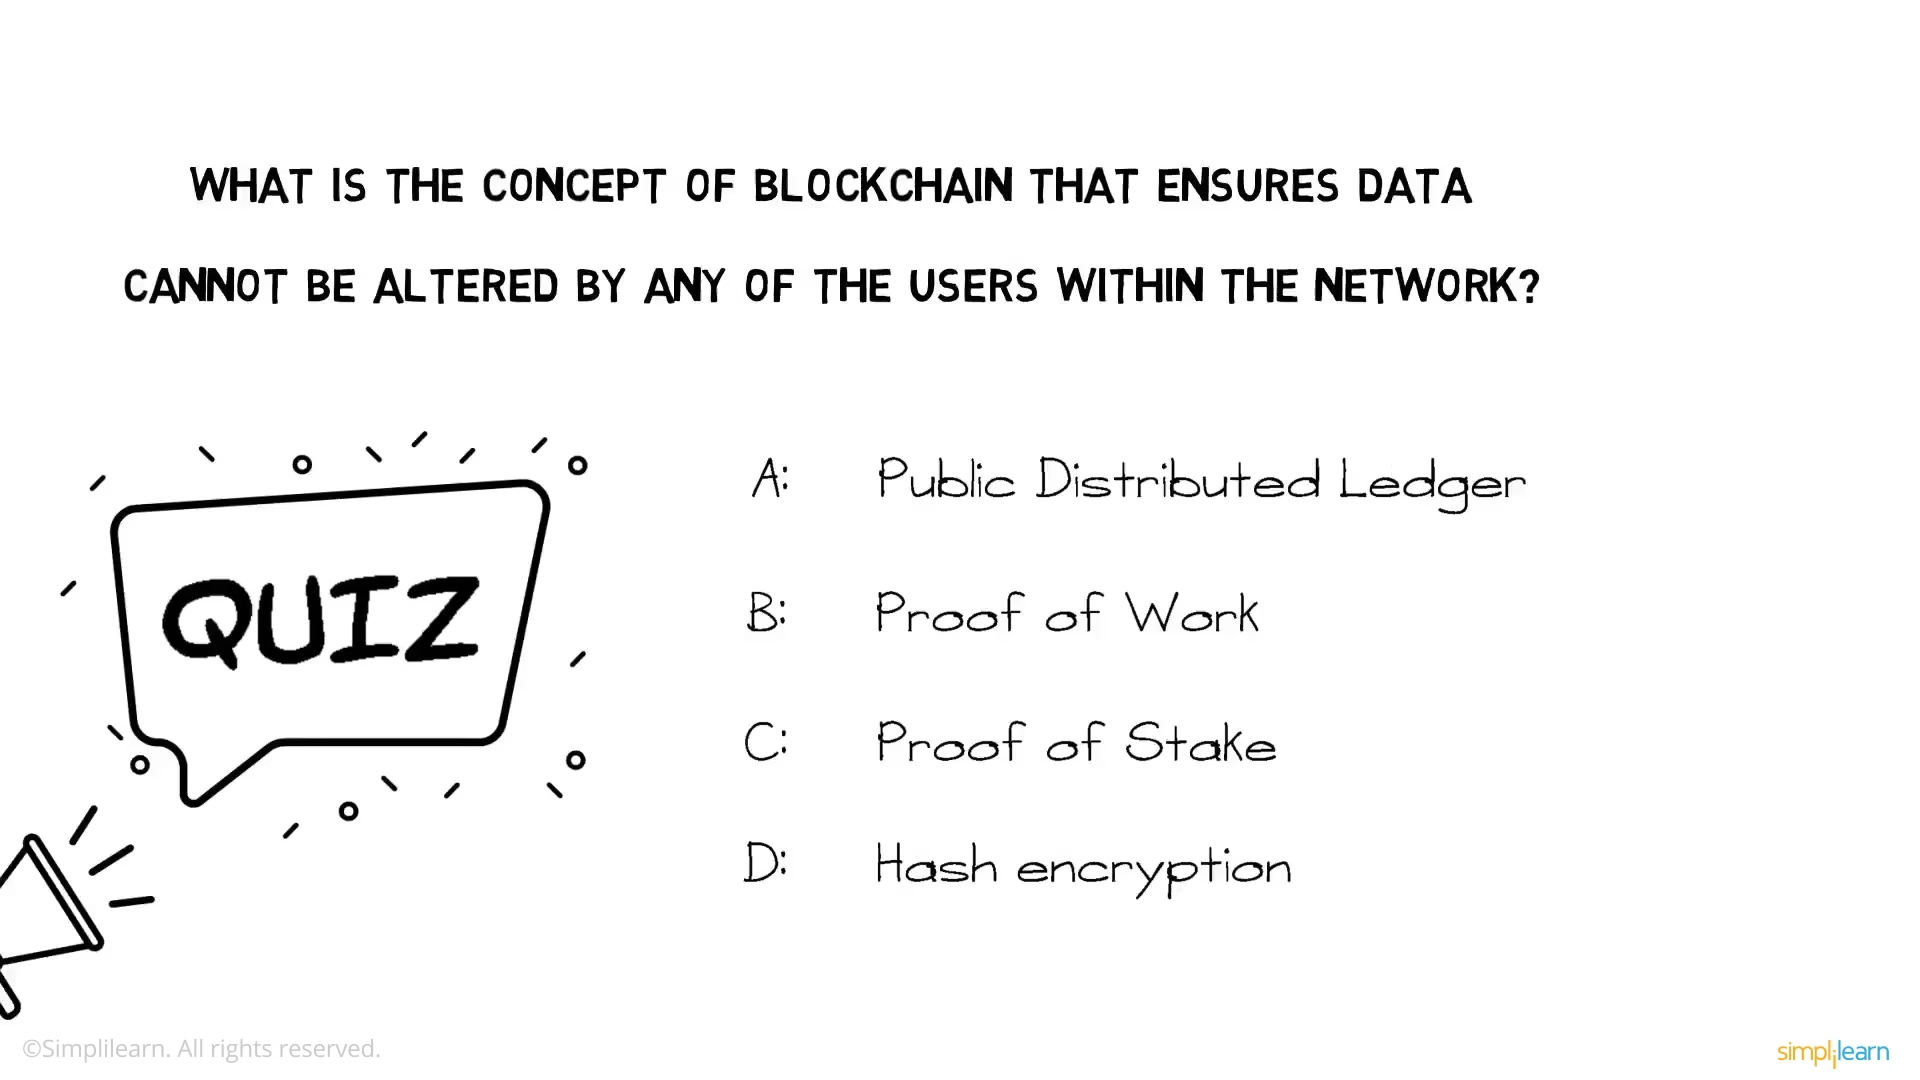 WHAT IS THE CONCEPT OF BLOCKCHAIN THAT ENSURES DATA
CANNOT BE ALTERED BY ANY OF THE USERS WITHIN THE NETWORK?
QUIZ
A: Public Distributed Ledger
B: Proof of Work
C: Proof of Stake
D: Hash encryption
©Simplilearn. All rights reserved.
simplilearn